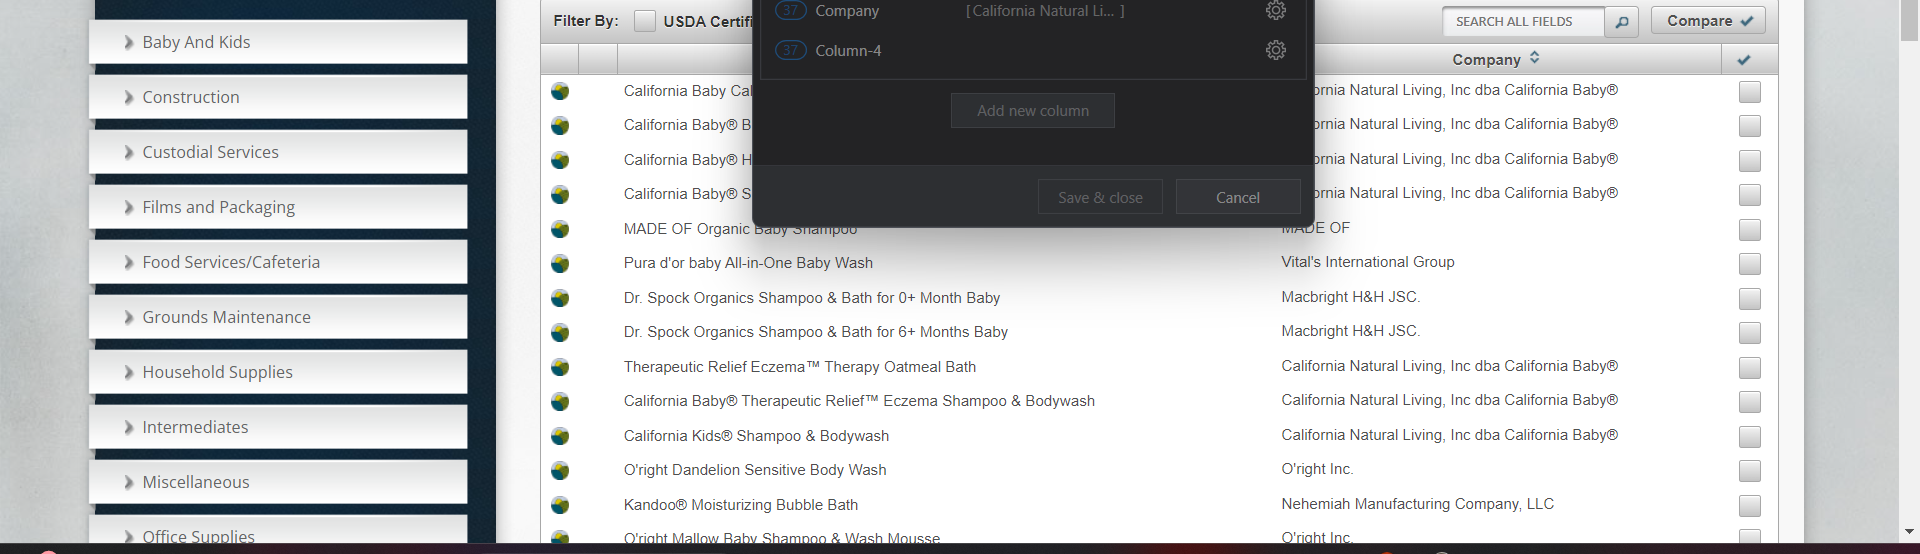 Baby And Kids
Construction
Custodial Services
Films and Packaging
Food Services/Cafeteria
Grounds Maintenance
Household Supplies
Intermediates
Miscellaneous
Office Supplies
Filter By: USDA Certifi
SEARCH ALL FIELDS
Compare
Company
37 Company [ California Natural Li... ]
37 Column-4
Add new column
Save & close Cancel
California Baby Cal rnia Natural Living, Inc dba California Baby®
California Baby® B rnia Natural Living, Inc dba California Baby®
California Baby® H rnia Natural Living, Inc dba California Baby®
California Baby® S rnia Natural Living, Inc dba California Baby®
MADE OF Organic Baby Shampoo MADE OF
Pura d'or baby All-in-One Baby Wash Vital's International Group
Dr. Spock Organics Shampoo & Bath for 0+ Month Baby Macbright H&H JSC.
Dr. Spock Organics Shampoo & Bath for 6+ Months Baby Macbright H&H JSC.
Therapeutic Relief Eczema™ Therapy Oatmeal Bath California Natural Living, Inc dba California Baby®
California Baby® Therapeutic Relief™ Eczema Shampoo & Bodywash California Natural Living, Inc dba California Baby®
California Kids® Shampoo & Bodywash California Natural Living, Inc dba California Baby®
O'right Dandelion Sensitive Body Wash O'right Inc.
Kandoo® Moisturizing Bubble Bath Nehemiah Manufacturing Company, LLC
O'right Mallow Baby Shampoo & Wash Mousse O'right Inc.